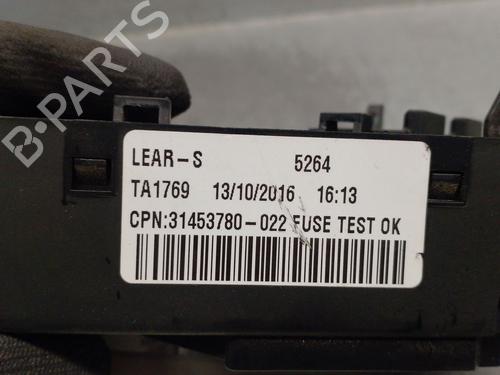 B-PARTS
LEAR-S 5264
TA1769 13/10/2016 16:13
CPN:31453780-022 FUSE TEST OK